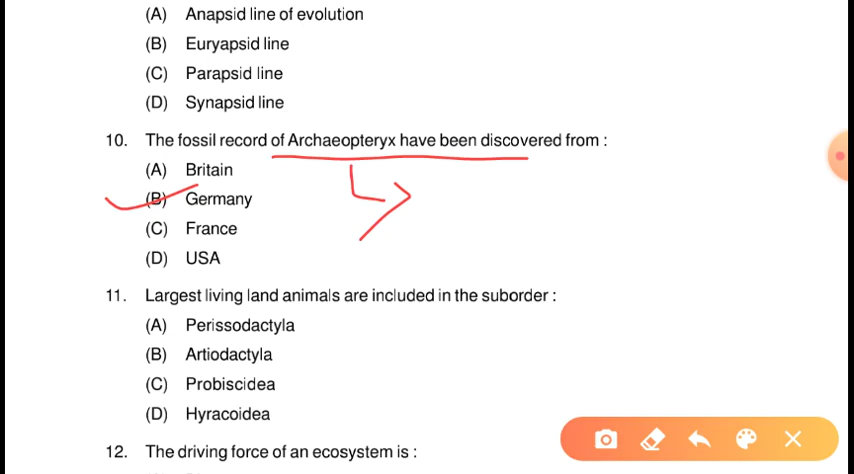 (A) Anapsid line of evolution
(B) Euryapsid line
(C) Parapsid line
(D) Synapsid line
10. The fossil record of Archaeopteryx have been discovered from :
(A) Britain
(B) Germany
(C) France
(D) USA
11. Largest living land animals are included in the suborder :
(A) Perissodactyla
(B) Artiodactyla
(C) Probiscidea
(D) Hyracoidea
12. The driving force of an ecosystem is :